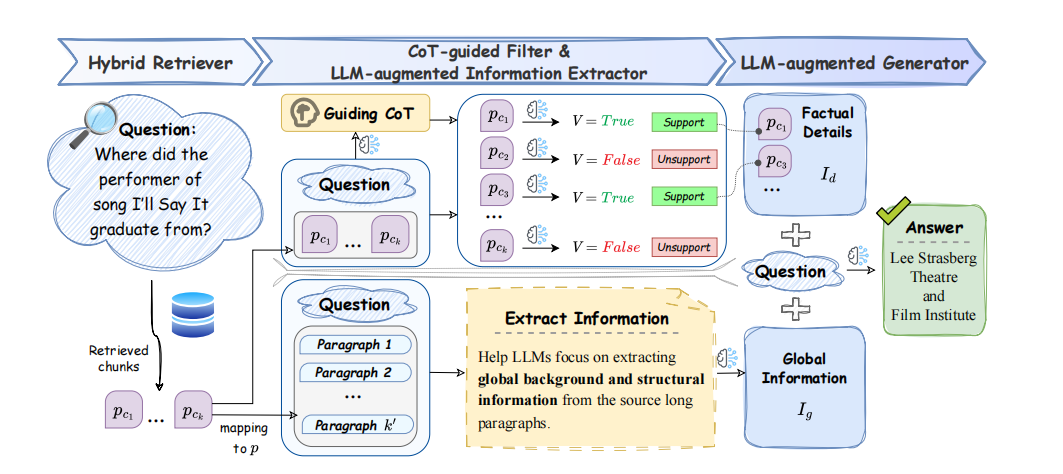 Hybrid Retriever
CoT-guided Filter &
LLM-augmented Information Extractor
LLM-augmented Generator
Question:
Where did the
performer of
song I'll Say It
graduate from?
Retrieved
chunks
p_{c_1} ... p_{c_k}
mapping
to p
Guiding CoT
Question
p_{c_1} ... p_{c_k}
p_{c_1} V = True Support
p_{c_2} V = False Unsupport
p_{c_3} V = True Support
...
p_{c_k} V = False Unsupport
Question
Paragraph 1
Paragraph 2
...
Paragraph k'
Extract Information
Help LLMs focus on extracting
global background and structural
information from the source long
paragraphs.
Factual
Details
p_{c_1}
p_{c_3}
...
I_d
Question
Global
Information
I_g
Answer
Lee Strasberg
Theatre
and
Film Institute